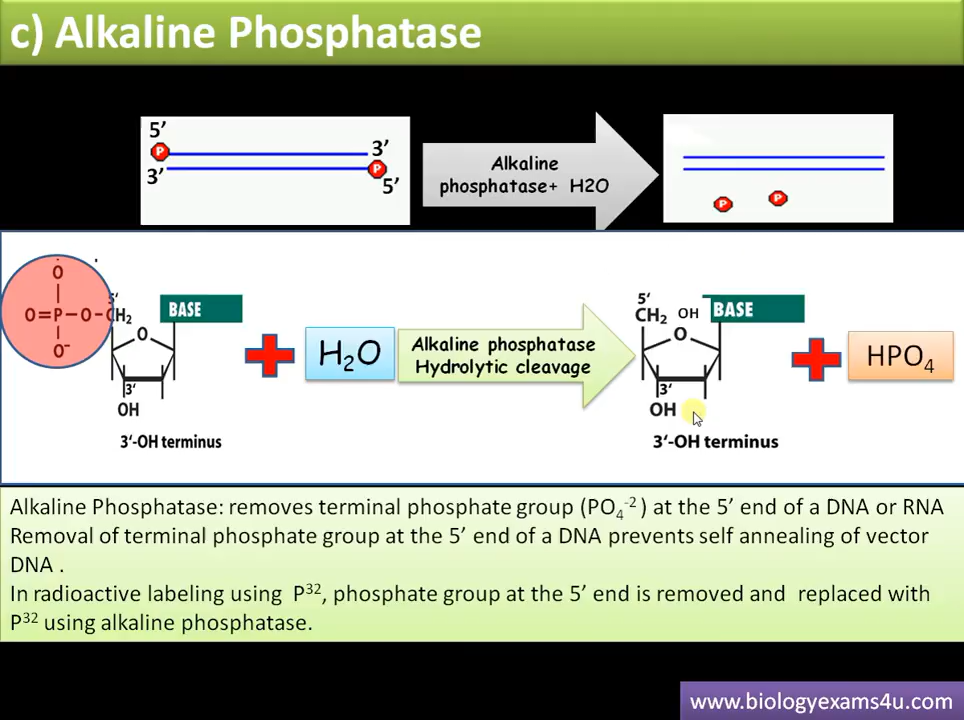 c) Alkaline Phosphatase
5’
P
3’
3’
P
5’
Alkaline
phosphatase+ H2O
P
P
O
O=P–O–CH₂
O⁻
5’
BASE
O
3’
OH
3’-OH terminus
H₂O
Alkaline phosphatase
Hydrolytic cleavage
5’
CH₂ OH
BASE
O
3’
OH
3’-OH terminus
HPO₄
Alkaline Phosphatase: removes terminal phosphate group (PO₄⁻²) at the 5’ end of a DNA or RNA
Removal of terminal phosphate group at the 5’ end of a DNA prevents self annealing of vector
DNA .
In radioactive labeling using P³², phosphate group at the 5’ end is removed and replaced with
P³² using alkaline phosphatase.
www.biologyexams4u.com